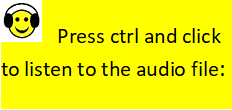 Press ctrl and click
to listen to the audio file: